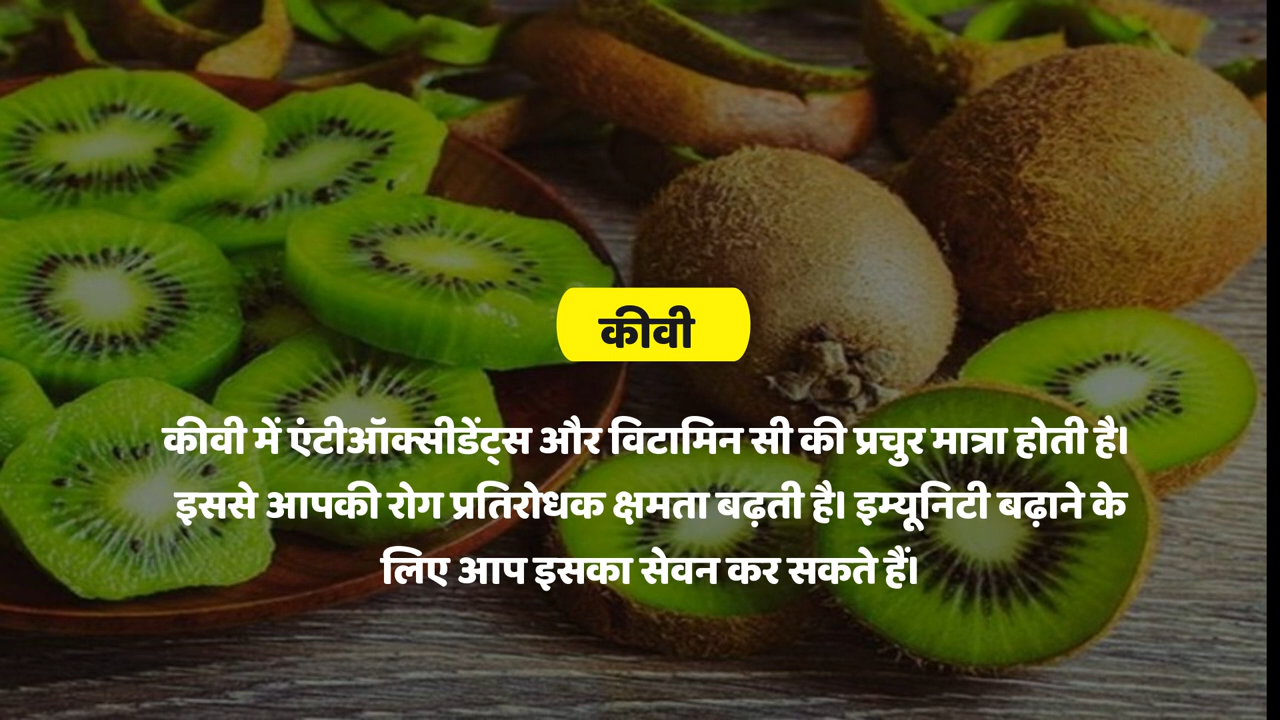 कीवी
कीवी में एंटीऑक्सीडेंट्स और विटामिन सी की प्रचुर मात्रा होती है।
इससे आपकी रोग प्रतिरोधक क्षमता बढ़ती है। इम्यूनिटी बढ़ाने के
लिए आप इसका सेवन कर सकते हैं।